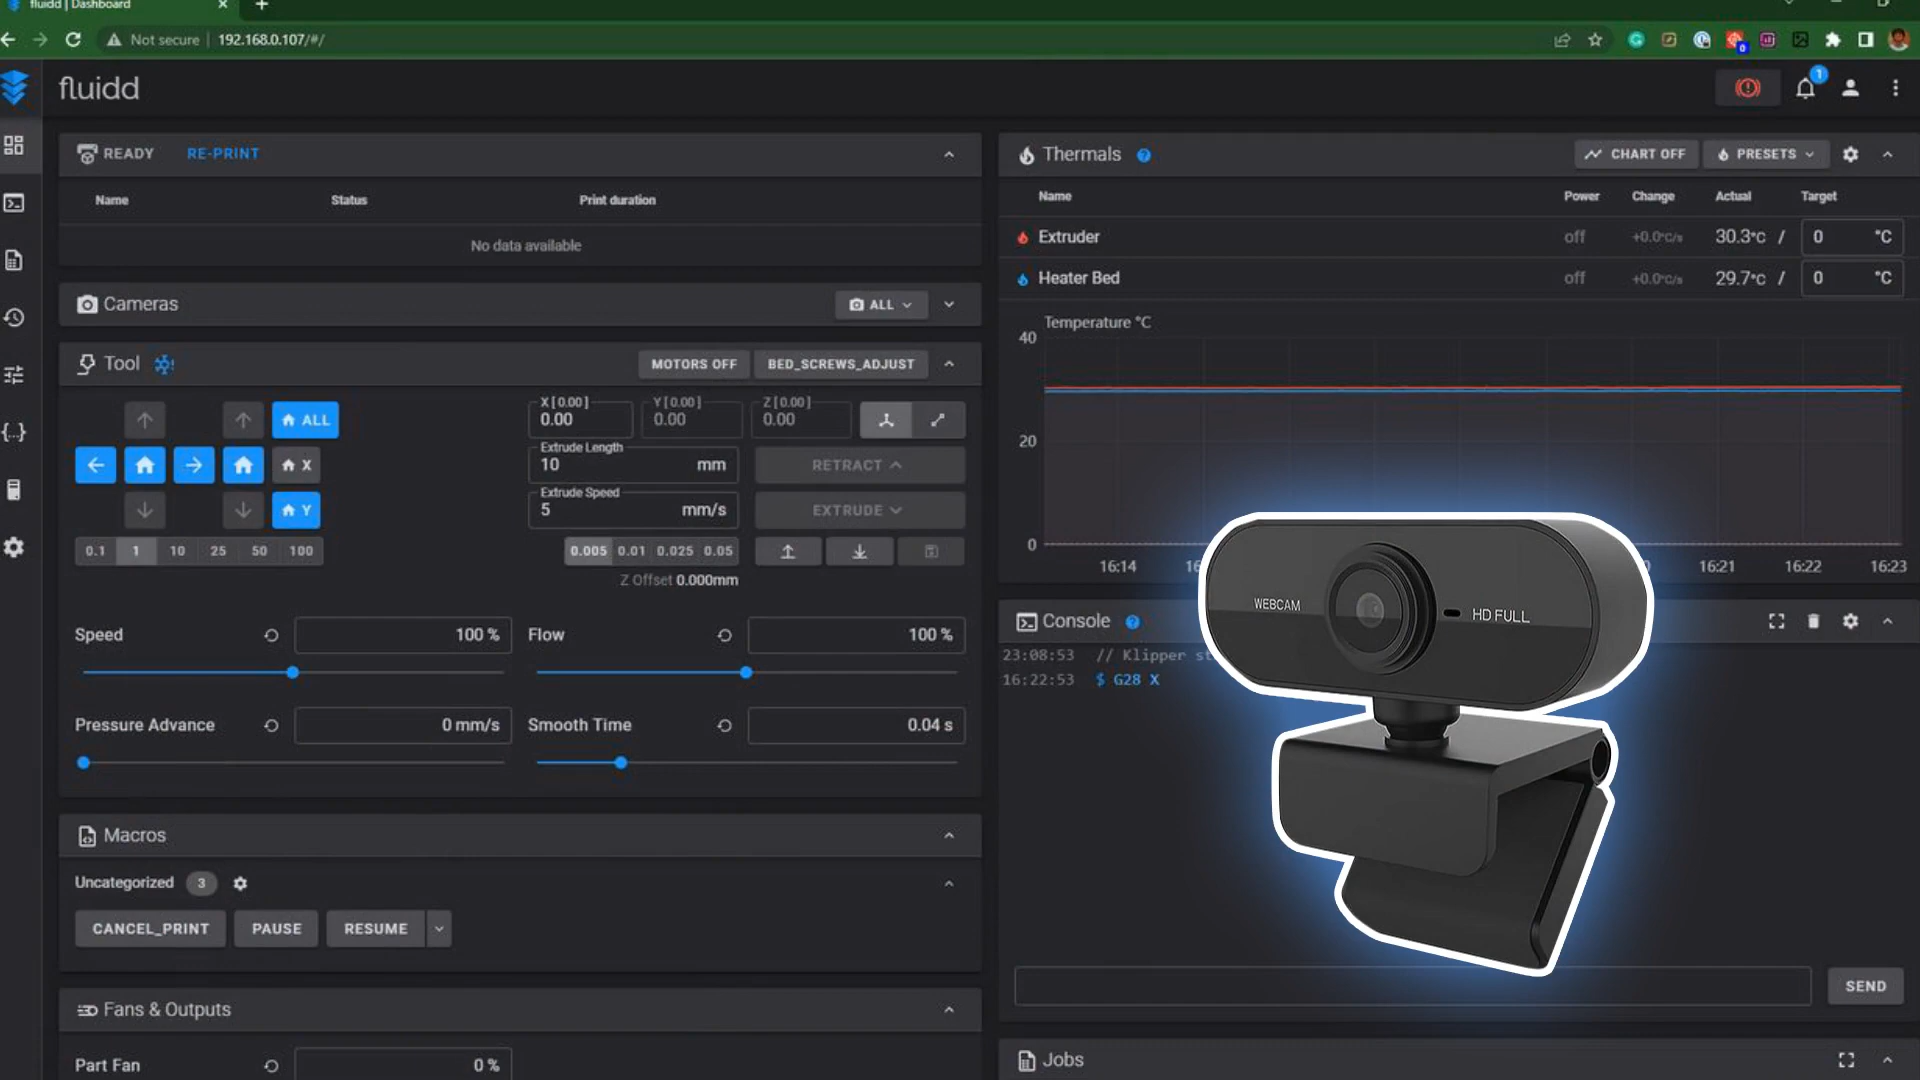 fluidd | Dashboard
Not secure | 192.168.0.107/#/
0
fluidd
1
READY RE-PRINT
Name Status Print duration
No data available
Cameras ALL
Tool MOTORS OFF BED_SCREWS_ADJUST
ALL
X [ 0.00 ] Y [ 0.00 ] Z [ 0.00 ]
0.00 0.00 0.00
X
Extrude Length
10 mm RETRACT
Y
Extrude Speed
5 mm/s EXTRUDE
0.1 1 10 25 50 100
0.005 0.01 0.025 0.05
Z Offset 0.000mm
Speed 100 % Flow 100 %
Pressure Advance 0 mm/s Smooth Time 0.04 s
Macros
Uncategorized 3
CANCEL_PRINT PAUSE RESUME
Fans & Outputs
Part Fan 0 %
Thermals CHART OFF PRESETS
Name Power Change Actual Target
Extruder off +0.0°C/s 30.3°C / 0 °C
Heater Bed off +0.0°C/s 29.7°C / 0 °C
Temperature °C
40
20
0
16:14 16:21 16:22 16:23
WEBCAM HD FULL
Console
23:08:53 // Klipper
16:22:53 $ G28 X
SEND
Jobs